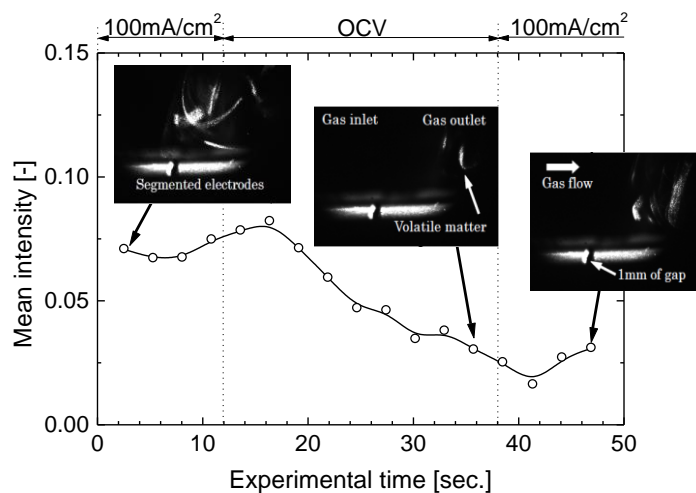 100mA/cm²
OCV
100mA/cm²
0.15
0.10
0.05
0.00
Mean intensity [-]
Segmented electrodes
Gas inlet
Gas outlet
Volatile matter
Gas flow
1mm of gap
0
10
20
30
40
50
Experimental time [sec.]